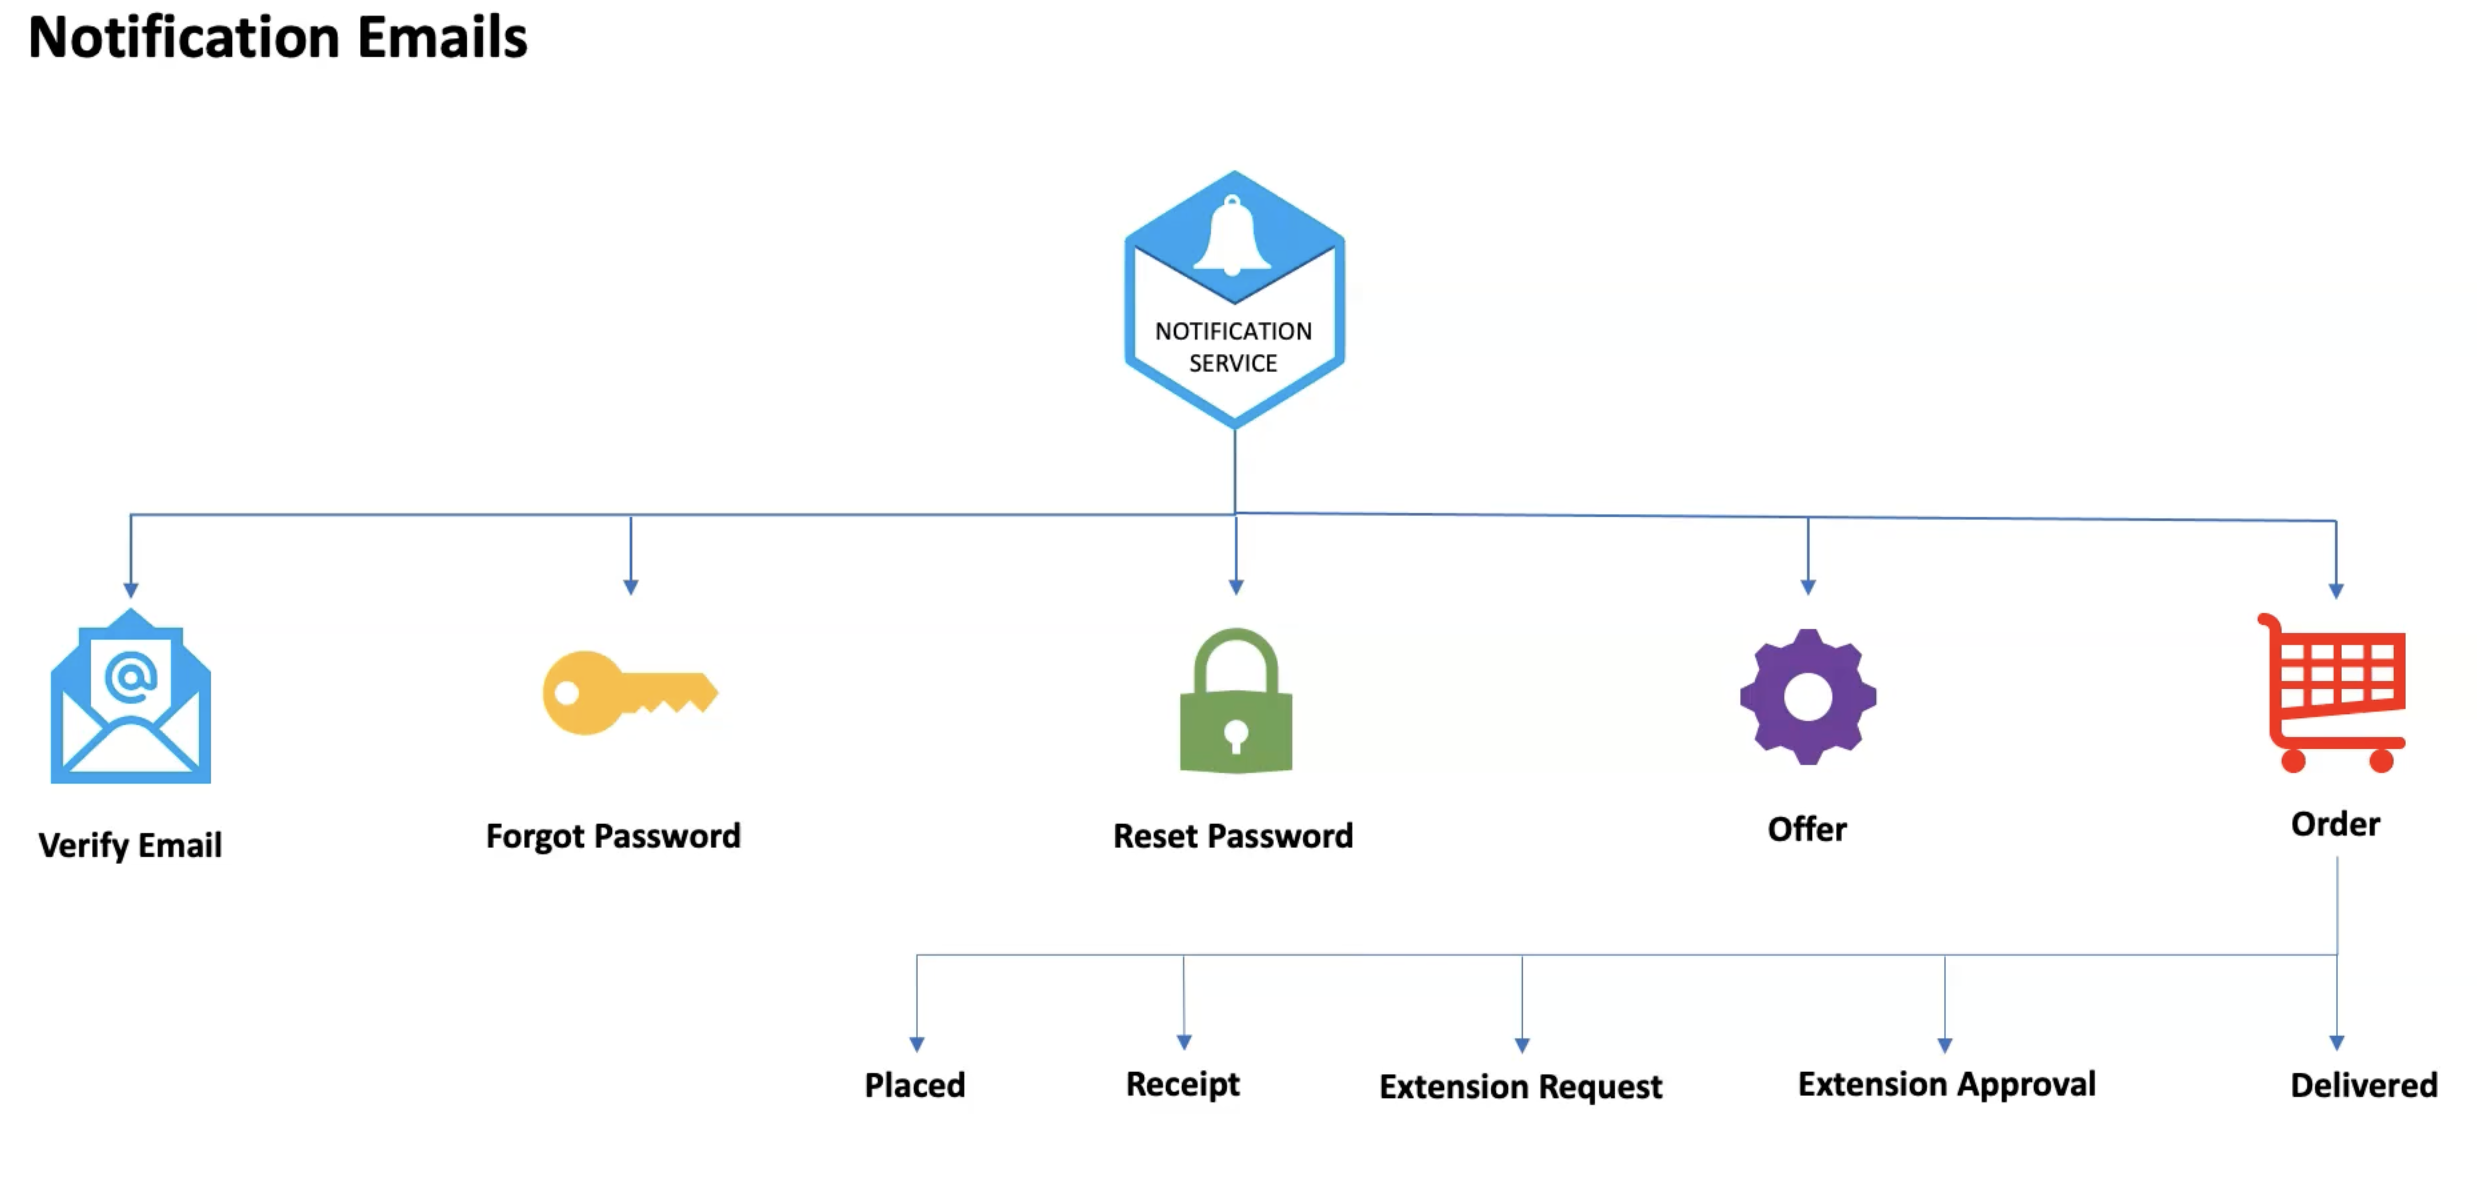 Notification Emails
NOTIFICATION
SERVICE
Verify Email
Forgot Password
Reset Password
Offer
Order
Placed
Receipt
Extension Request
Extension Approval
Delivered